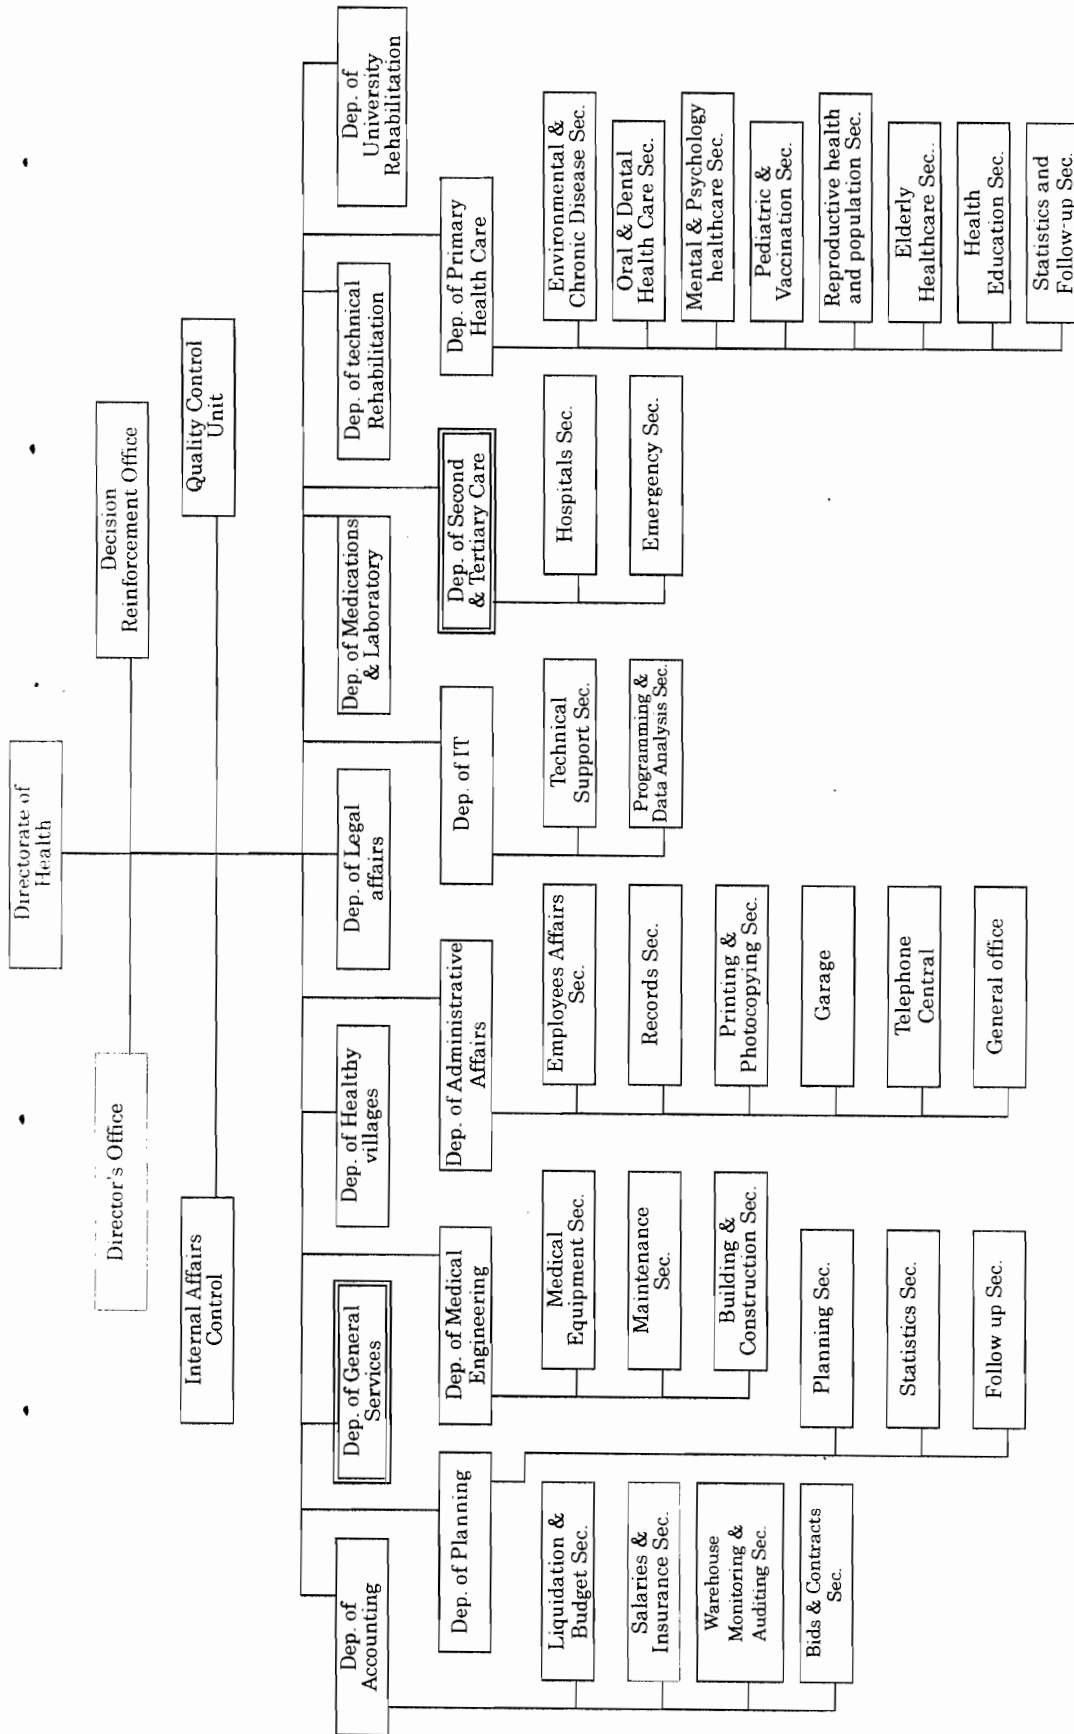 Directorate of
Health
Director's Office
Decision
Reinforcement Office
Internal Affairs
Control
Quality Control
Unit
Dep. of
Accounting
Dep. of General
Services
Dep. of Healthy
villages
Dep. of Legal
affairs
Dep. of Medications
& Laboratory
Dep. of technical
Rehabilitation
Dep. of
University
Rehabilitation
Dep. of Planning
Dep. of Medical
Engineering
Dep. of Administrative
Affairs
Dep. of IT
Dep. of Second
& Tertiary Care
Dep. of Primary
Health Care
Liquidation &
Budget Sec.
Salaries &
Insurance Sec.
Warehouse
Monitoring &
Auditing Sec.
Bids & Contracts
Sec.
Planning Sec.
Statistics Sec.
Follow up Sec.
Medical
Equipment Sec.
Maintenance
Sec.
Building &
Construction Sec.
Employees Affairs
Sec.
Records Sec.
Printing &
Photocopying Sec.
Garage
Telephone
Central
General office
Technical
Support Sec.
Programming &
Data Analysis Sec.
Hospitals Sec.
Emergency Sec.
Environmental &
Chronic Disease Sec.
Oral & Dental
Health Care Sec.
Mental & Psychology
healthcare Sec.
Pediatric &
Vaccination Sec.
Reproductive health
and population Sec.
Elderly
Healthcare Sec..
Health
Education Sec.
Statistics and
Follow-up Sec.